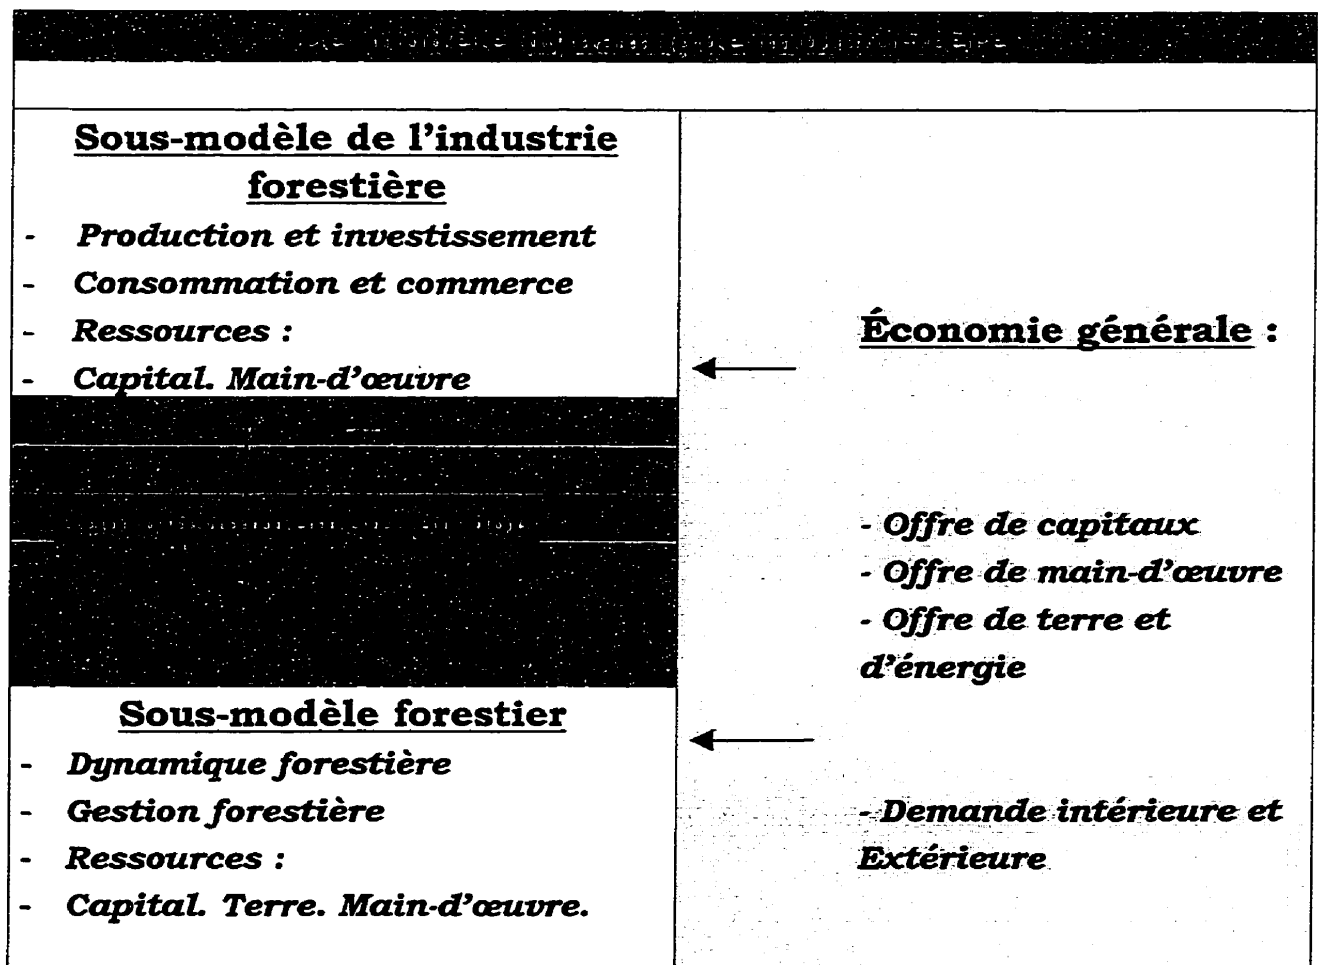 Sous-modèle de l'industrie
forestière
- Production et investissement
- Consommation et commerce
- Ressources :
- Capital. Main-d'œuvre
Sous-modèle forestier
- Dynamique forestière
- Gestion forestière
- Ressources :
- Capital. Terre. Main-d'œuvre.
Économie générale :
- Offre de capitaux
- Offre de main-d'œuvre
- Offre de terre et
d'énergie
- Demande intérieure et
Extérieure